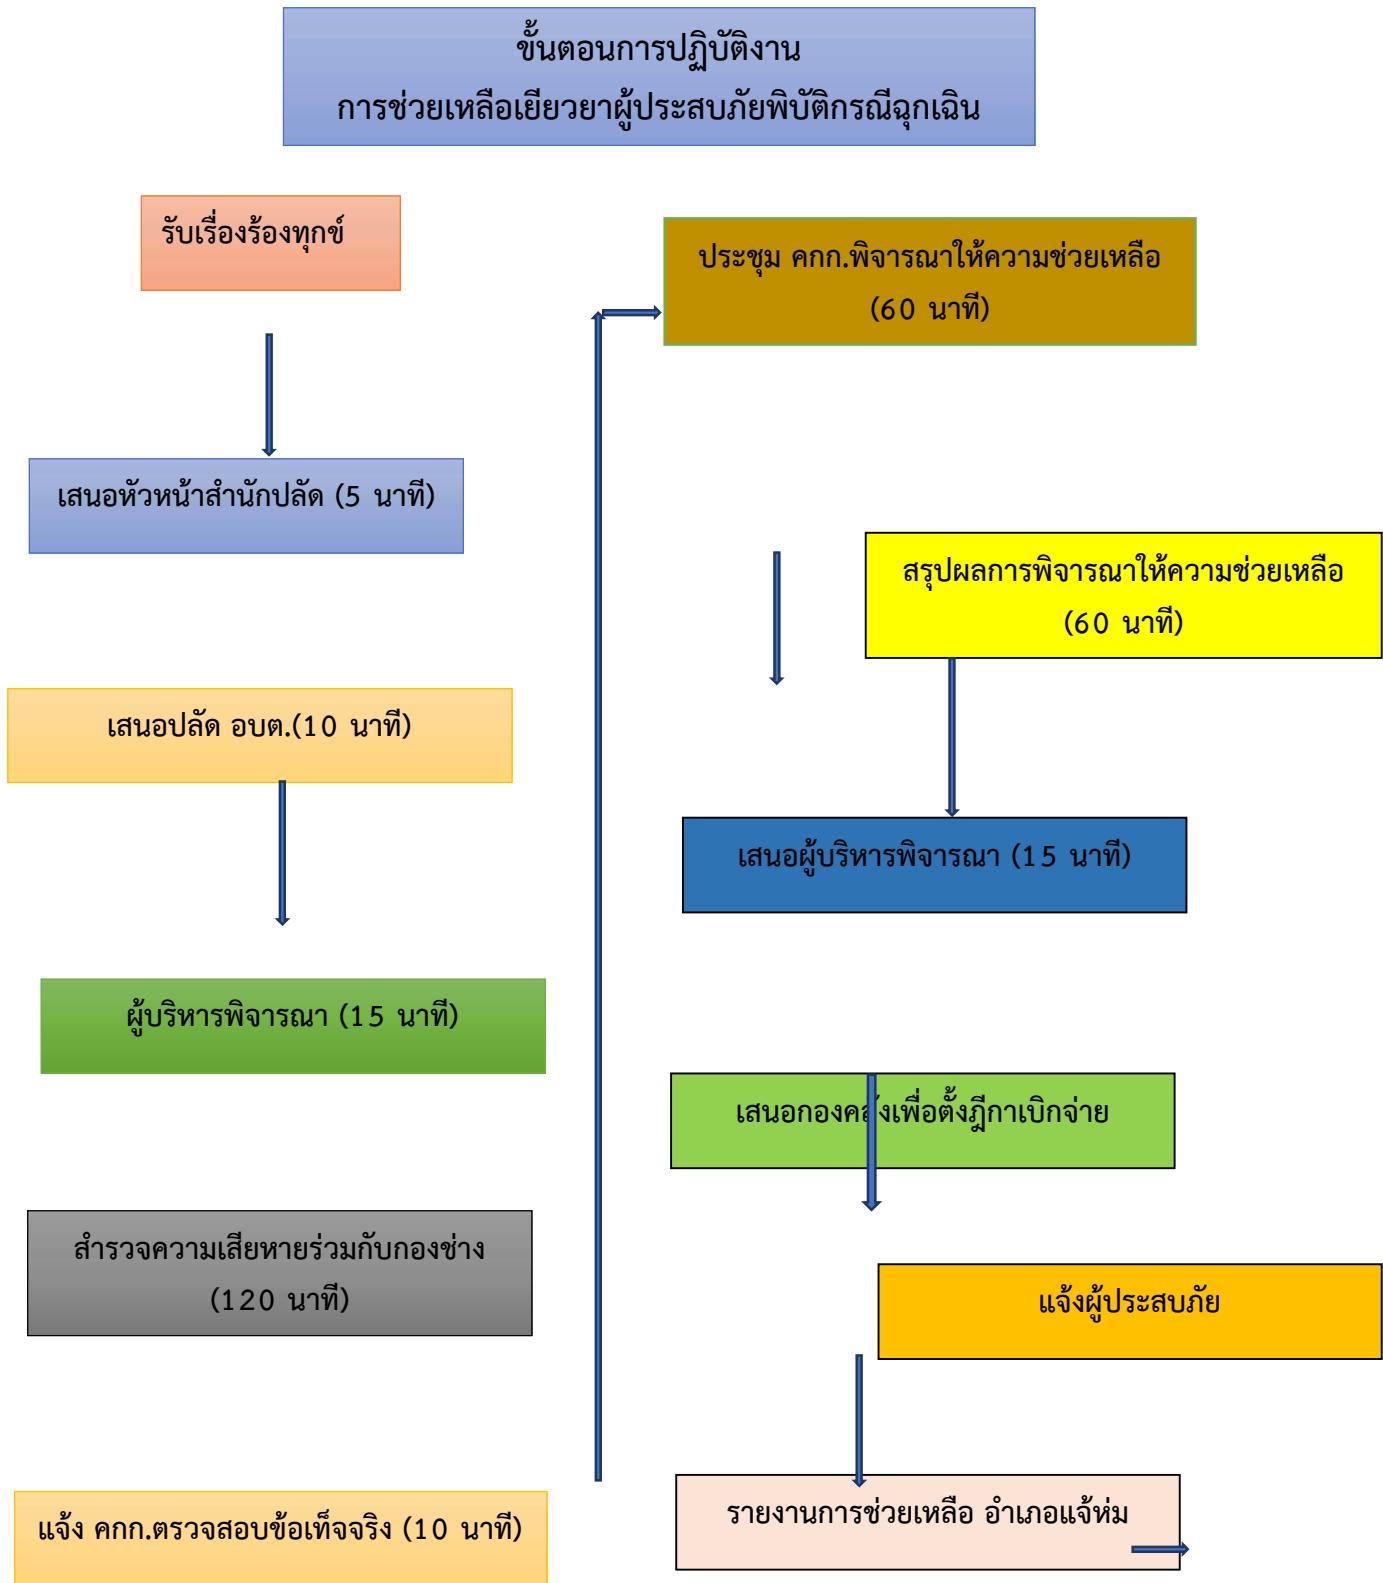 ขั้นตอนการปฏิบัติงาน
การช่วยเหลือเยียวยาผู้ประสบภัยพิบัติกรณีฉุกเฉิน
รับเรื่องร้องทุกข์
เสนอหัวหน้าสำนักปลัด (5 นาที)
เสนอปลัด อบต.(10 นาที)
ผู้บริหารพิจารณา (15 นาที)
สำรวจความเสียหายร่วมกับกองช่าง
(120 นาที)
แจ้ง คกก.ตรวจสอบข้อเท็จจริง (10 นาที)
ประชุม คกก.พิจารณาให้ความช่วยเหลือ
(60 นาที)
สรุปผลการพิจารณาให้ความช่วยเหลือ
(60 นาที)
เสนอผู้บริหารพิจารณา (15 นาที)
เสนอกองคลังเพื่อตั้งฎีกาเบิกจ่าย
แจ้งผู้ประสบภัย
รายงานการช่วยเหลือ อำเภอแจ้ห่ม